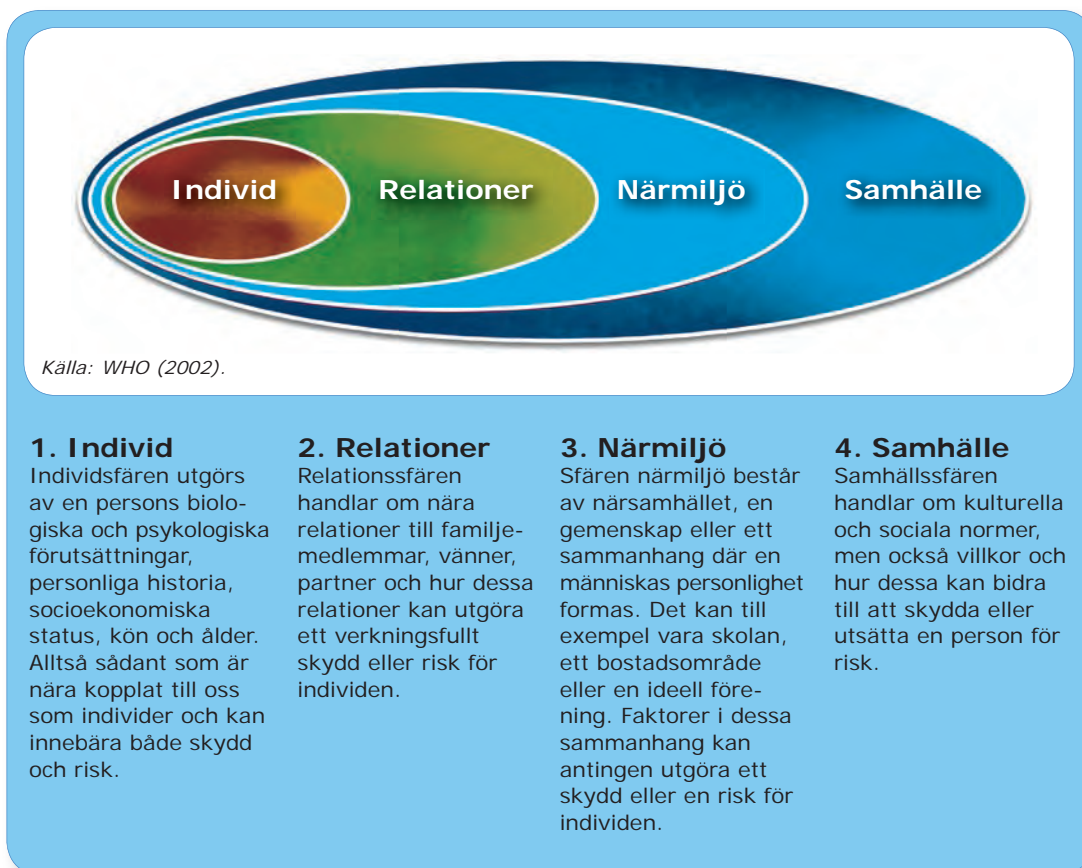 Individ
Relationer
Närmiljö
Samhälle
Källa: WHO (2002).
1. Individ
Individsfären utgörs
av en persons biolo-
giska och psykologiska
förutsättningar,
personliga historia,
socioekonomiska
status, kön och ålder.
Alltså sådant som är
nära kopplat till oss
som individer och kan
innebära både skydd
och risk.
2. Relationer
Relationssfären
handlar om nära
relationer till familje-
medlemmar, vänner,
partner och hur dessa
relationer kan utgöra
ett verkningsfullt
skydd eller risk för
individen.
3. Närmiljö
Sfären närmiljö består
av närsamhället, en
gemenskap eller ett
sammanhang där en
människas personlighet
formas. Det kan till
exempel vara skolan,
ett bostadsområde
eller en ideell före-
ning. Faktorer i dessa
sammanhang kan
antingen utgöra ett
skydd eller en risk för
individen.
4. Samhälle
Samhällssfären
handlar om kulturella
och sociala normer,
men också villkor och
hur dessa kan bidra
till att skydda eller
utsätta en person för
risk.